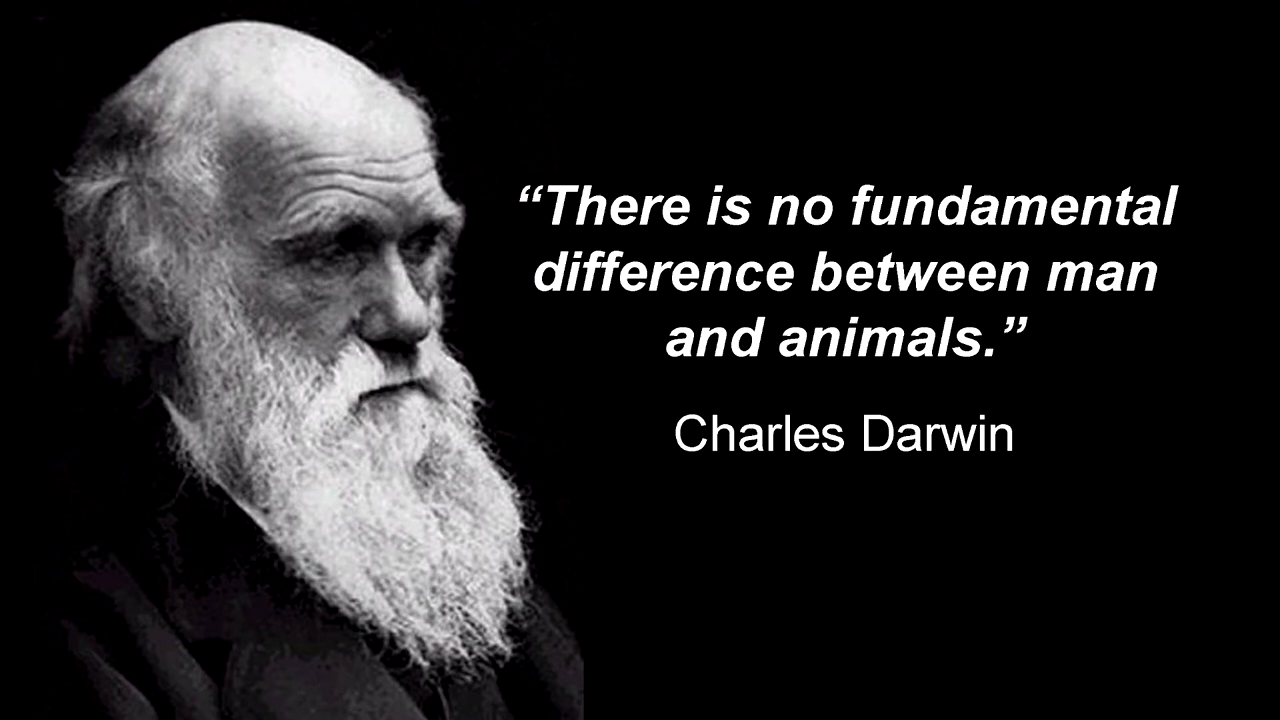 “There is no fundamental
difference between man
and animals.”
Charles Darwin